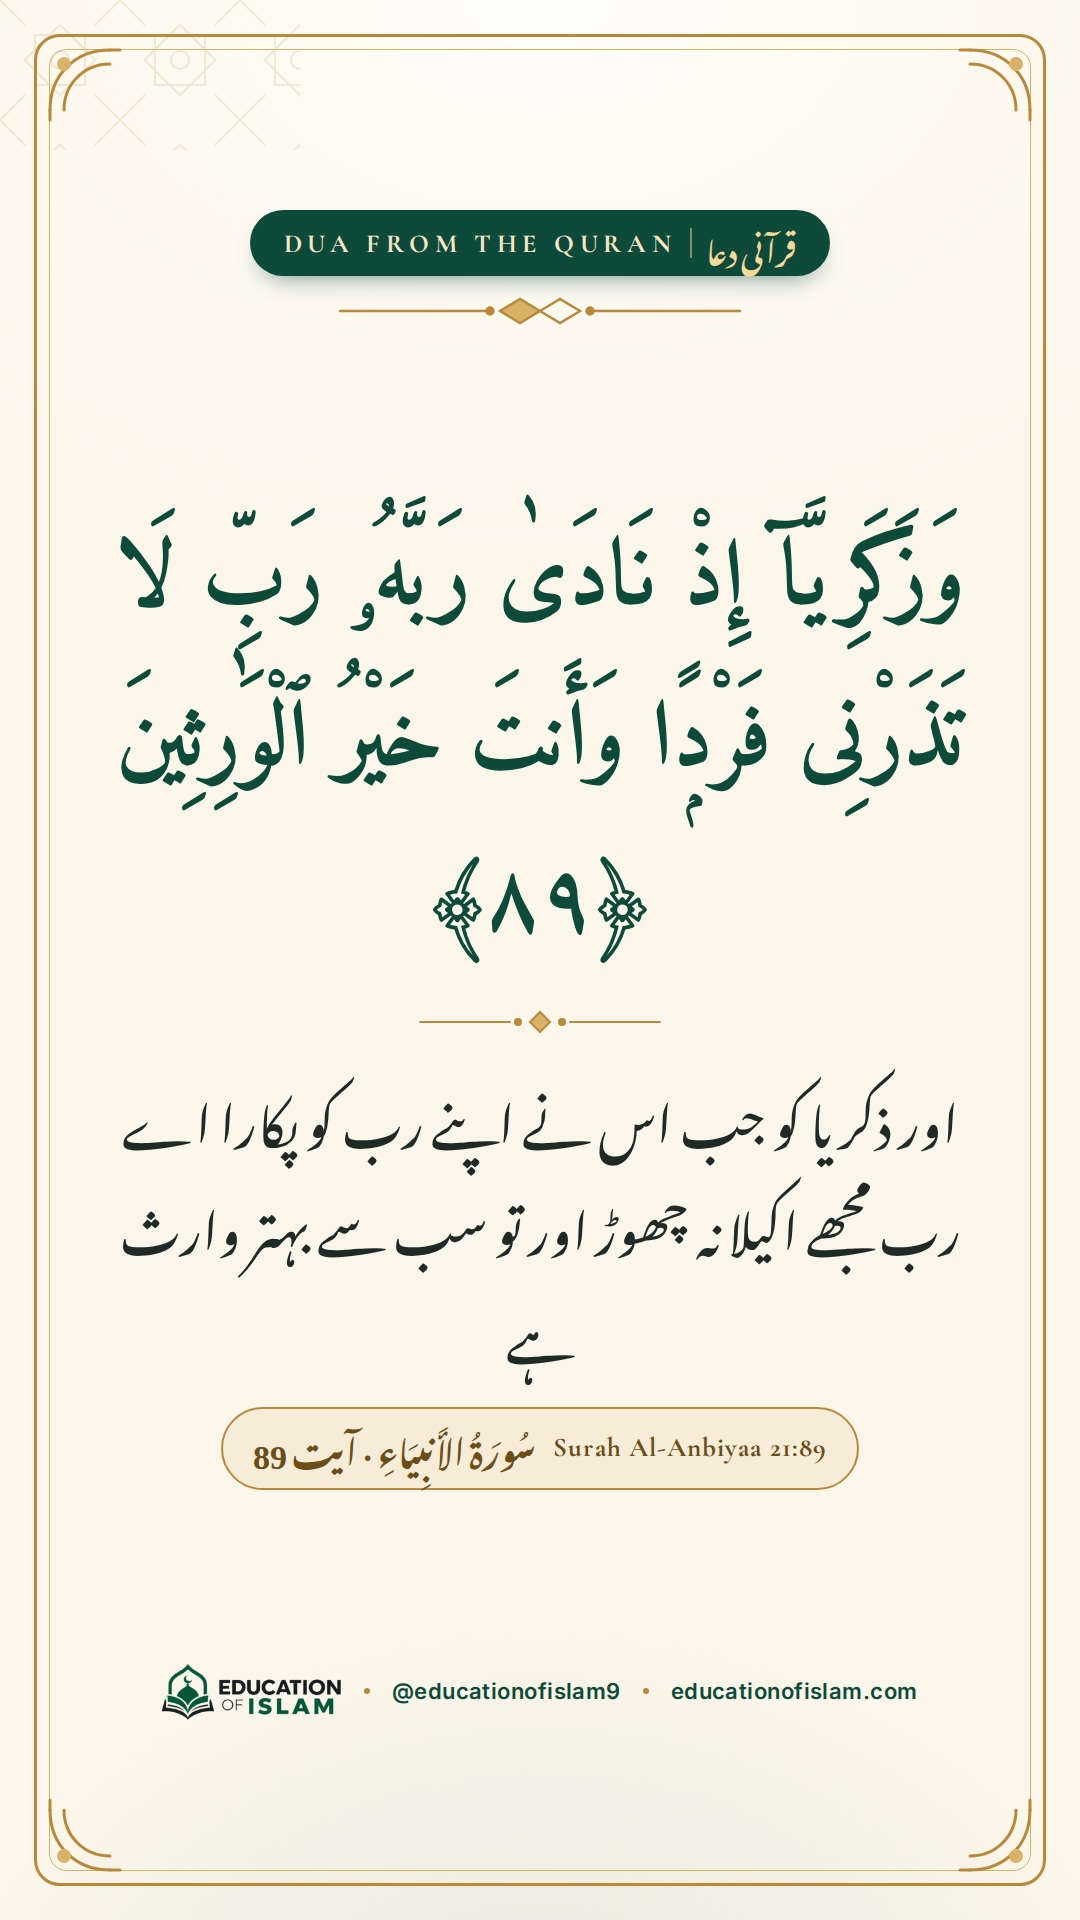 DUA FROM THE QURAN | قرآنی دعا
وَزَكَرِيَّآ إِذْ نَادَىٰ رَبَّهُۥ رَبِّ لَا
تَذَرْنِى فَرْدًۭا وَأَنتَ خَيْرُ ٱلْوَٰرِثِينَ
﴿٨٩﴾
اور ذکریا کو جب اس نے اپنے رب کو پکارا اے
رب مجھے اکیلا نہ چھوڑ اور تو سب سے بہتر وارث
ہے
سُورَةُ الأَنبِيَاءِ · آیت 89 Surah Al-Anbiyaa 21:89
EDUCATION OF ISLAM • @educationofislam9 • educationofislam.com